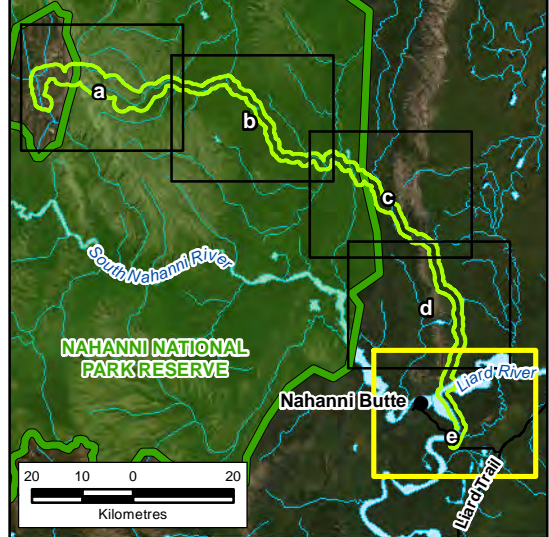 a
b
c
South Nahanni River
d
NAHANNI NATIONAL
PARK RESERVE
Liard River
Nahanni Butte
e
Liard Trail
20 10 0 20
Kilometres